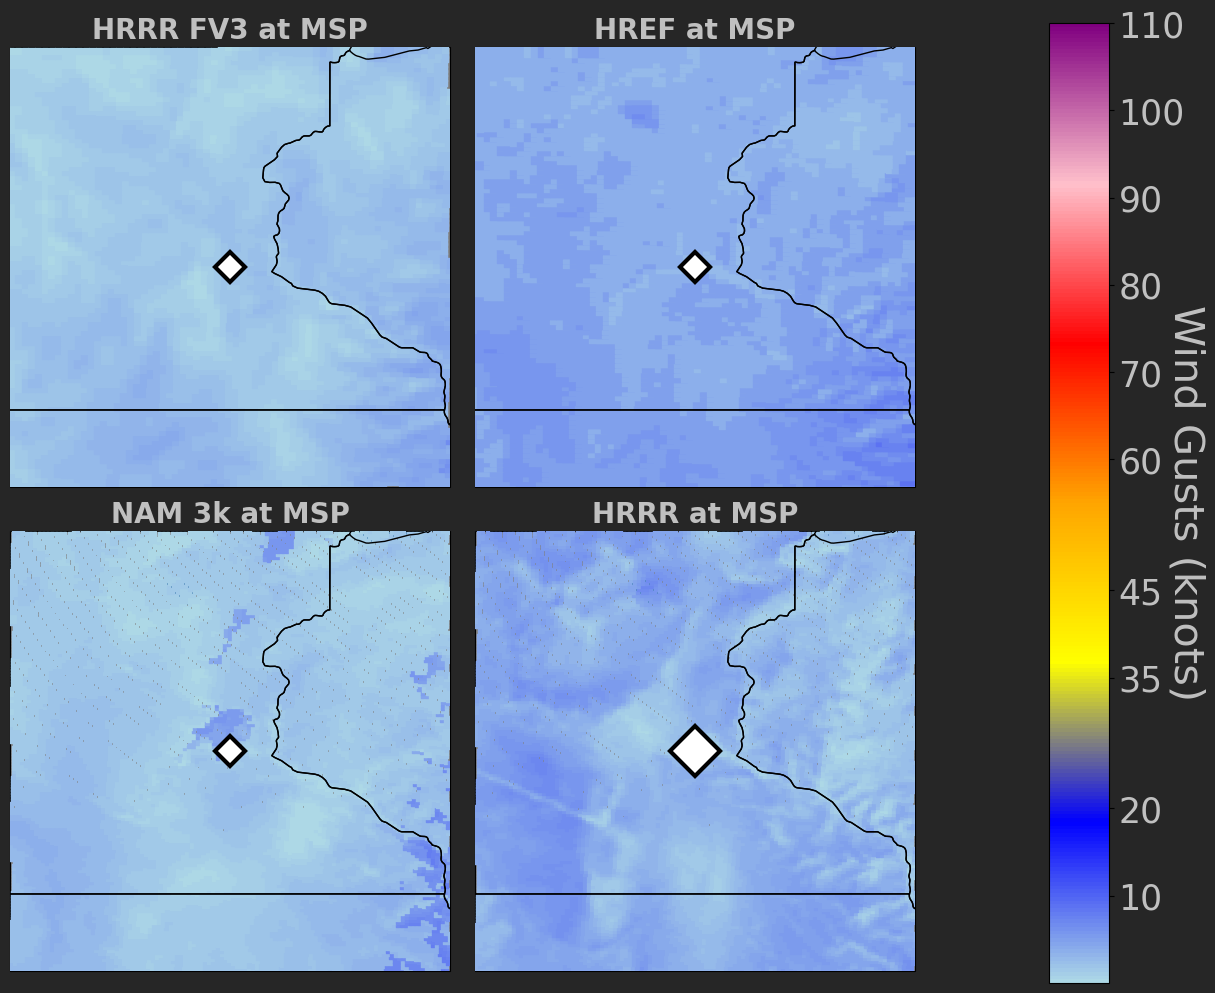 HRRR FV3 at MSP
HREF at MSP
NAM 3k at MSP
HRRR at MSP
110
100
90
80
70
60
45
35
20
10
Wind Gusts (knots)